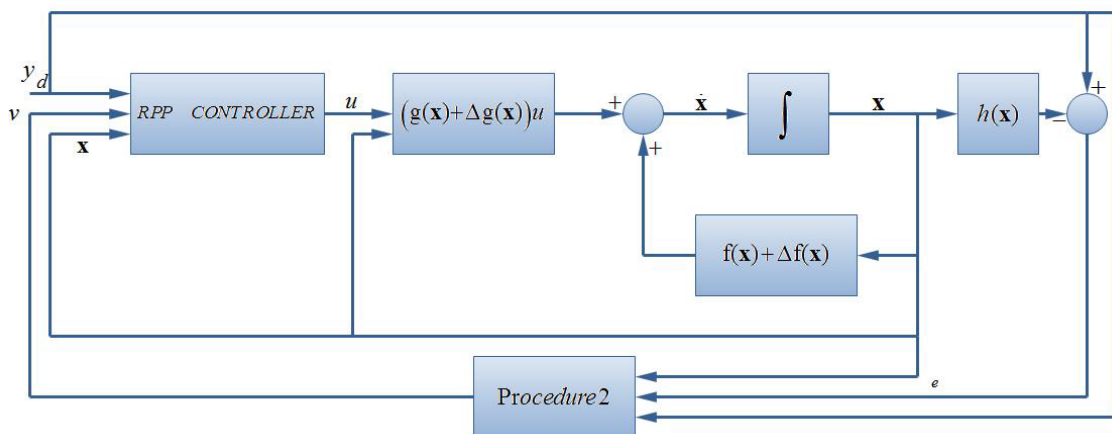 y_d
v
x
RPP CONTROLLER
u
(g(x)+Δg(x))u
+
+
ẋ
∫
x
h(x)
−
+
f(x)+Δf(x)
Procedure2
e